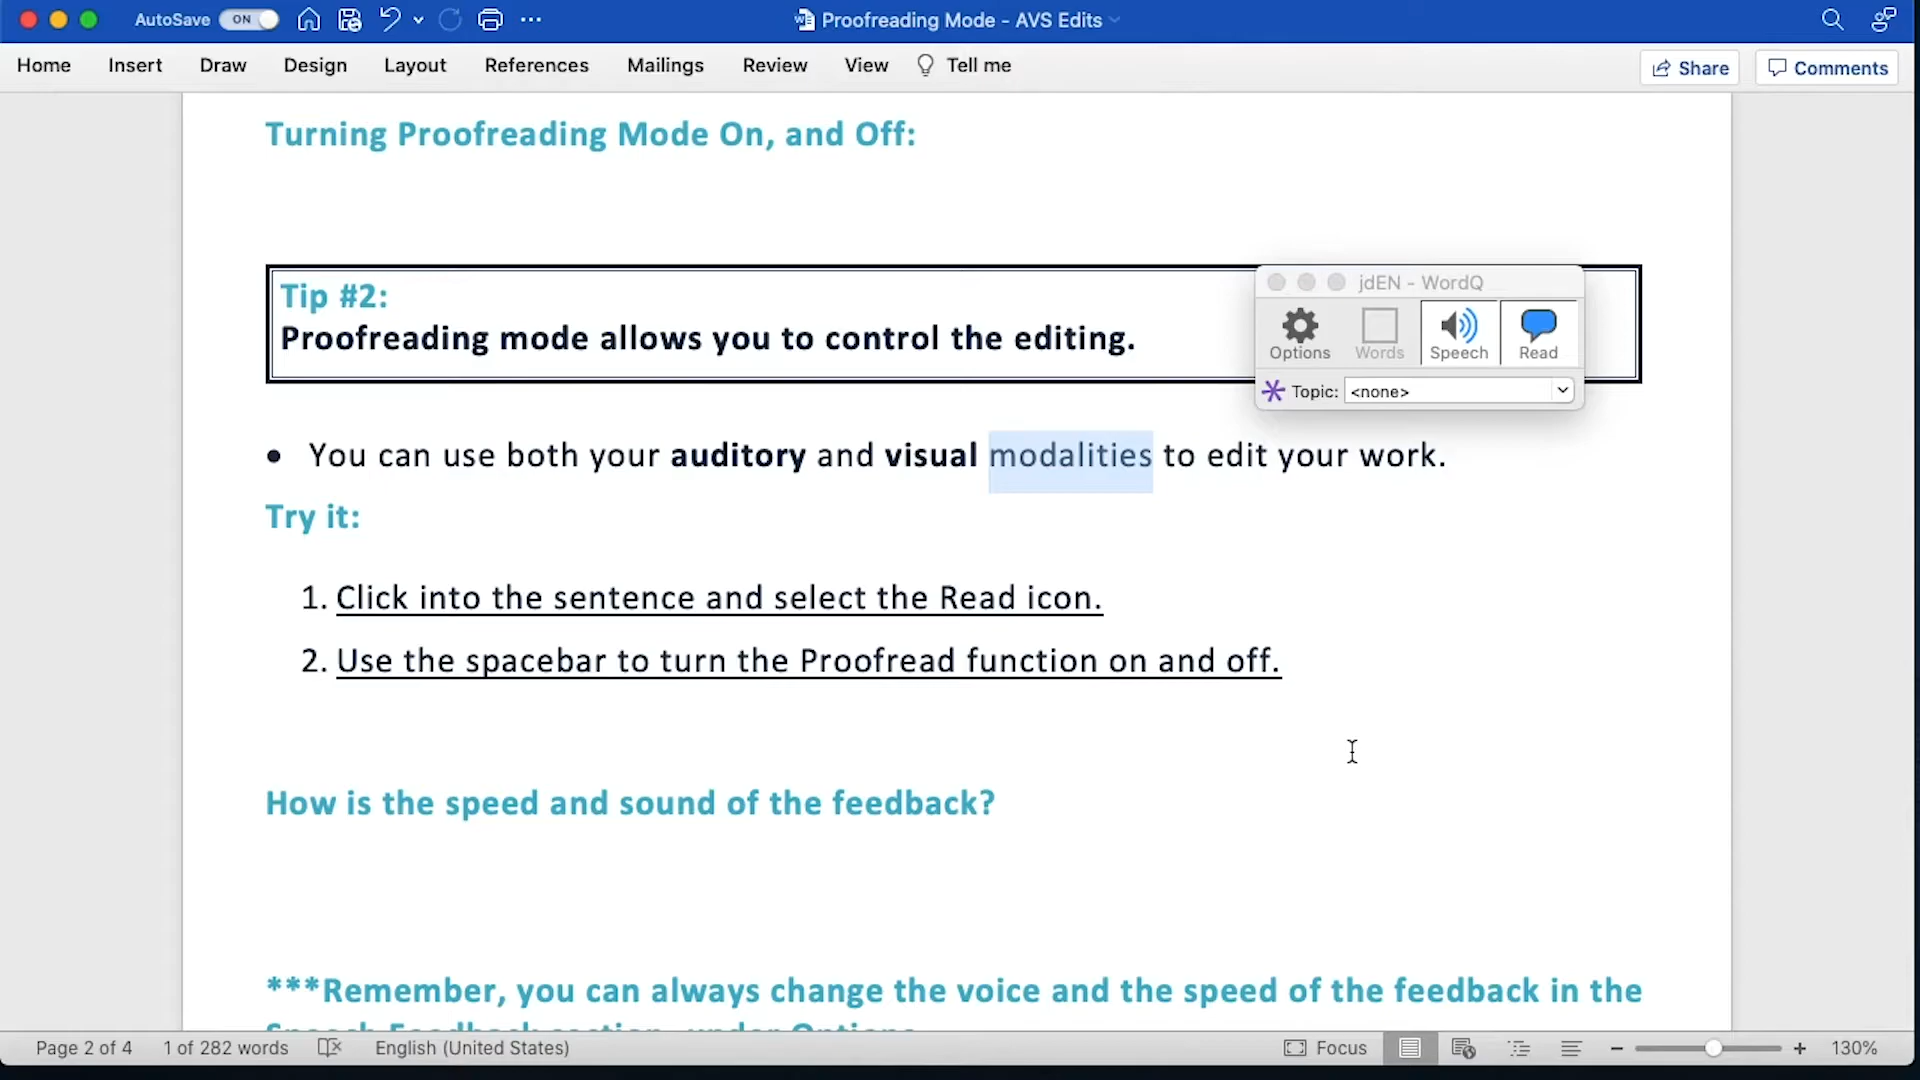 AutoSave ON
Proofreading Mode - AVS Edits
Home Insert Draw Design Layout References Mailings Review View Tell me
Share Comments
Turning Proofreading Mode On, and Off:
Tip #2:
Proofreading mode allows you to control the editing.
jdEN - WordQ
Options Words Speech Read
Topic: <none>
• You can use both your auditory and visual modalities to edit your work.
Try it:
1. Click into the sentence and select the Read icon.
2. Use the spacebar to turn the Proofread function on and off.
How is the speed and sound of the feedback?
***Remember, you can always change the voice and the speed of the feedback in the
Speech Feedback section, under Options
Page 2 of 4 1 of 282 words English (United States) Focus 130%